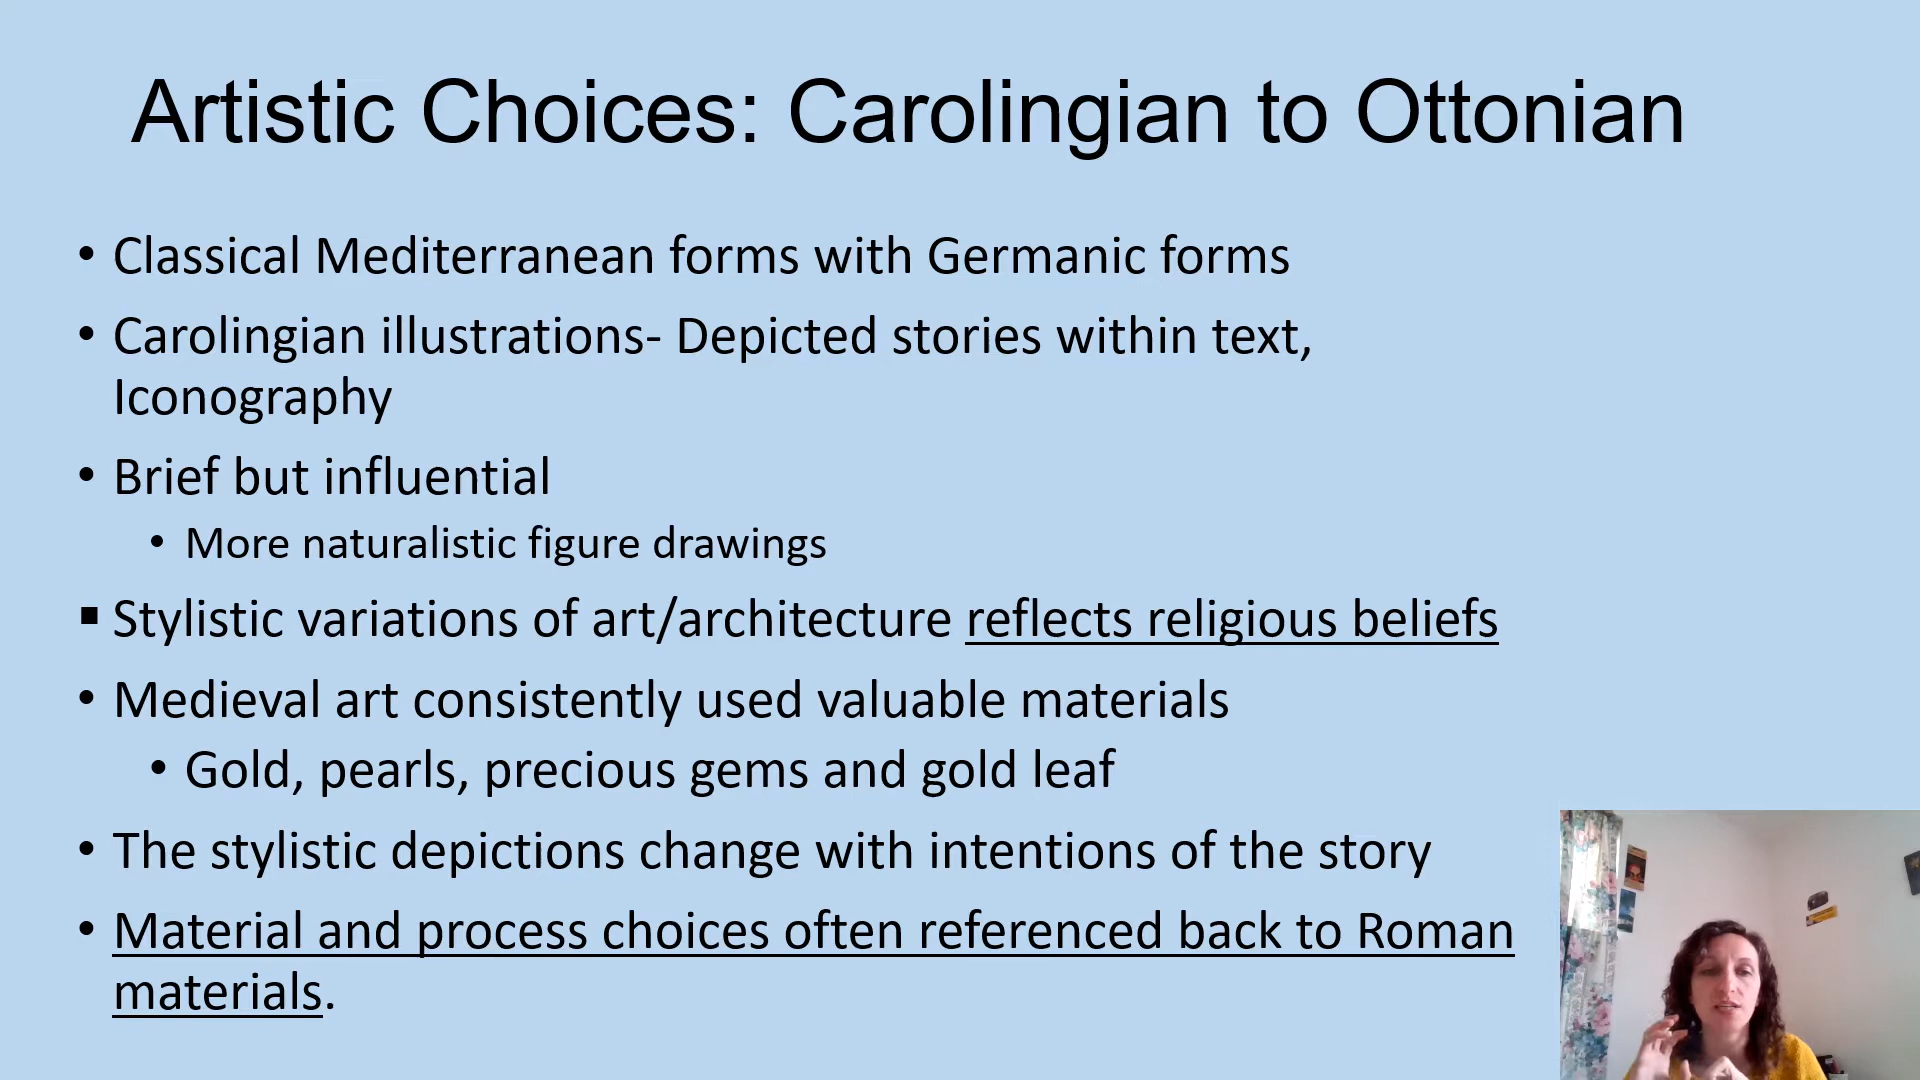 Artistic Choices: Carolingian to Ottonian
• Classical Mediterranean forms with Germanic forms
• Carolingian illustrations- Depicted stories within text,
Iconography
• Brief but influential
• More naturalistic figure drawings
▪ Stylistic variations of art/architecture reflects religious beliefs
• Medieval art consistently used valuable materials
• Gold, pearls, precious gems and gold leaf
• The stylistic depictions change with intentions of the story
• Material and process choices often referenced back to Roman
materials.